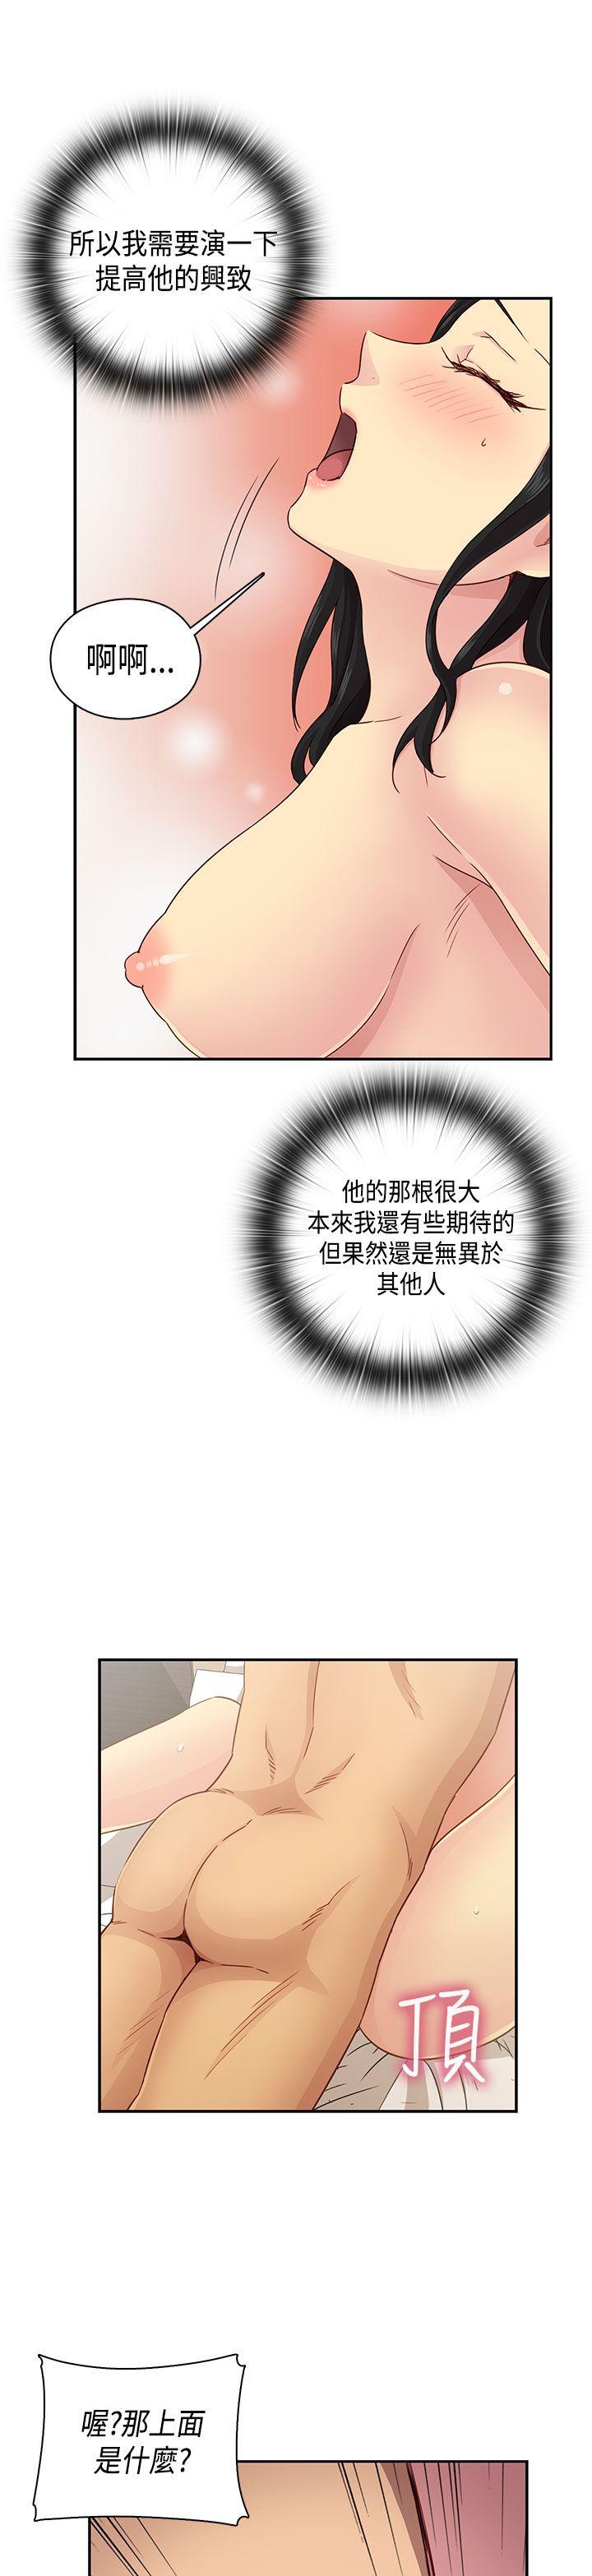 所以我需要演一下
提高他的興致
啊啊...
他的那根很大
本來我還有些期待的
但果然還是無異於
其他人
頂
喔?那上面
是什麼?